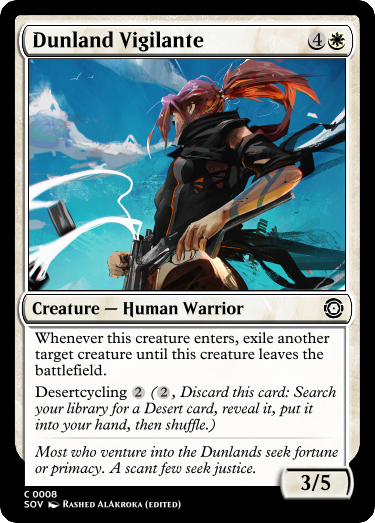 Dunland Vigilante 4
Creature — Human Warrior
Whenever this creature enters, exile another
target creature until this creature leaves the
battlefield.
Desertcycling 2 (2, Discard this card: Search
your library for a Desert card, reveal it, put it
into your hand, then shuffle.)
Most who venture into the Dunlands seek fortune
or primacy. A scant few seek justice.
3/5
C 0008
SOV Rashed AlAkroka (edited)